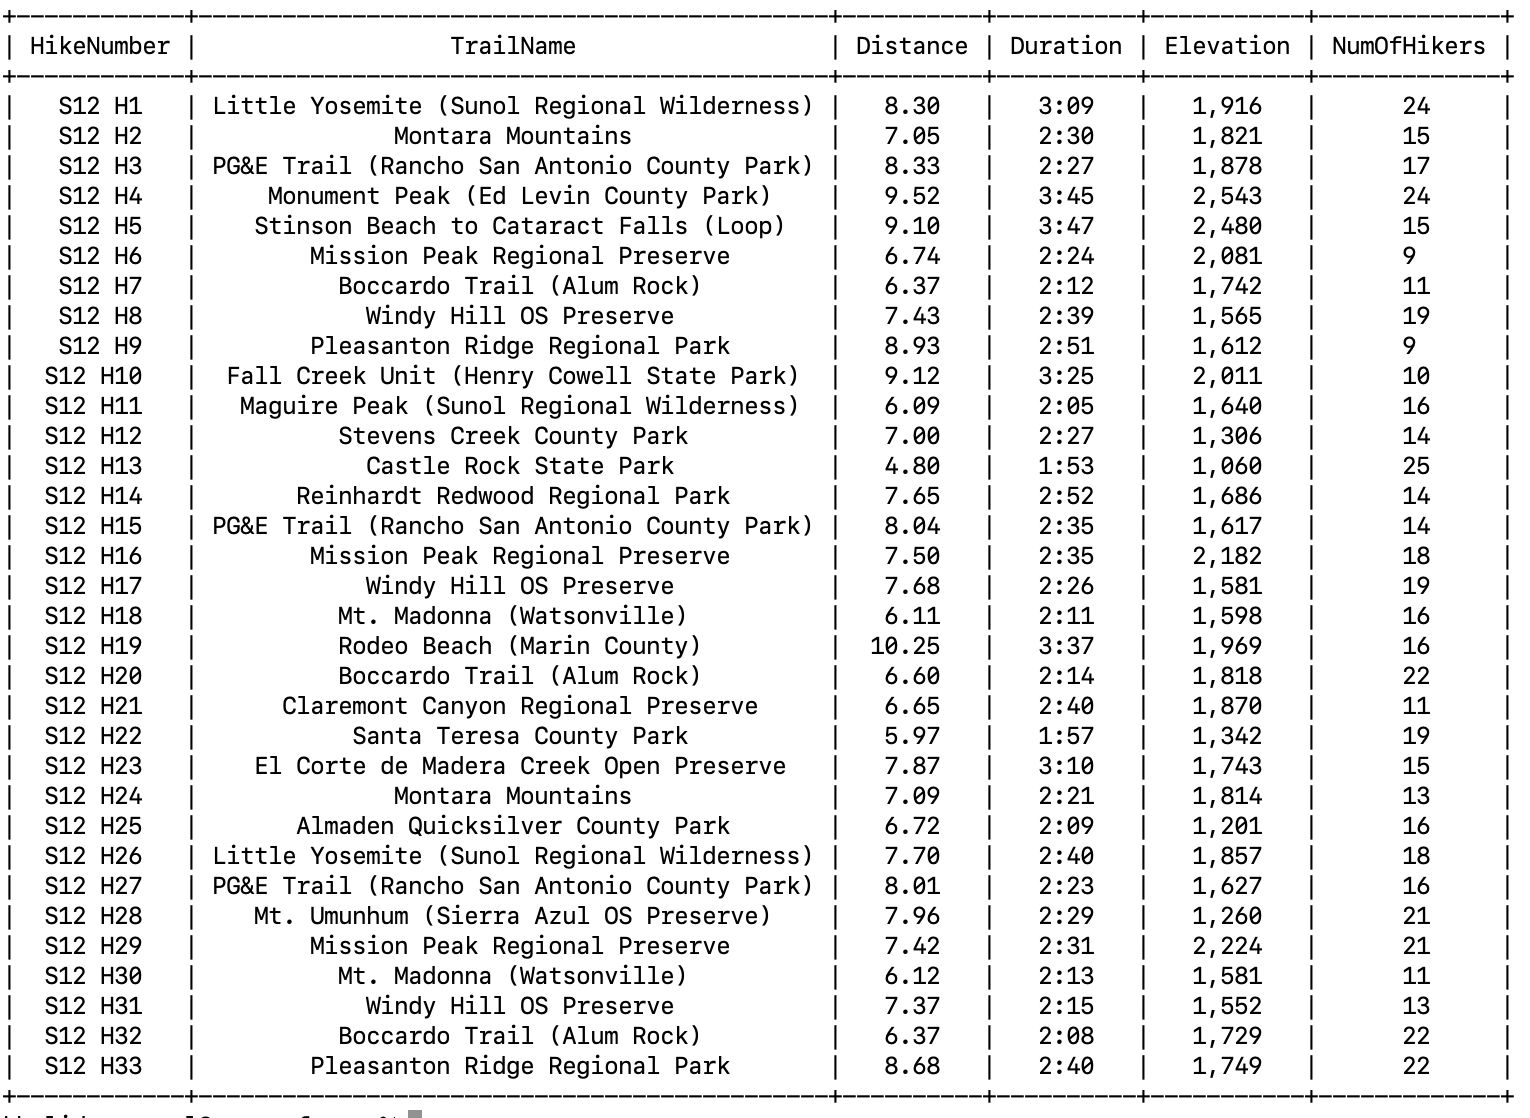 | HikeNumber | TrailName | Distance | Duration | Elevation | NumOfHikers |
| S12 H1 | Little Yosemite (Sunol Regional Wilderness) | 8.30 | 3:09 | 1,916 | 24 |
| S12 H2 | Montara Mountains | 7.05 | 2:30 | 1,821 | 15 |
| S12 H3 | PG&E Trail (Rancho San Antonio County Park) | 8.33 | 2:27 | 1,878 | 17 |
| S12 H4 | Monument Peak (Ed Levin County Park) | 9.52 | 3:45 | 2,543 | 24 |
| S12 H5 | Stinson Beach to Cataract Falls (Loop) | 9.10 | 3:47 | 2,480 | 15 |
| S12 H6 | Mission Peak Regional Preserve | 6.74 | 2:24 | 2,081 | 9 |
| S12 H7 | Boccardo Trail (Alum Rock) | 6.37 | 2:12 | 1,742 | 11 |
| S12 H8 | Windy Hill OS Preserve | 7.43 | 2:39 | 1,565 | 19 |
| S12 H9 | Pleasanton Ridge Regional Park | 8.93 | 2:51 | 1,612 | 9 |
| S12 H10 | Fall Creek Unit (Henry Cowell State Park) | 9.12 | 3:25 | 2,011 | 10 |
| S12 H11 | Maguire Peak (Sunol Regional Wilderness) | 6.09 | 2:05 | 1,640 | 16 |
| S12 H12 | Stevens Creek County Park | 7.00 | 2:27 | 1,306 | 14 |
| S12 H13 | Castle Rock State Park | 4.80 | 1:53 | 1,060 | 25 |
| S12 H14 | Reinhardt Redwood Regional Park | 7.65 | 2:52 | 1,686 | 14 |
| S12 H15 | PG&E Trail (Rancho San Antonio County Park) | 8.04 | 2:35 | 1,617 | 14 |
| S12 H16 | Mission Peak Regional Preserve | 7.50 | 2:35 | 2,182 | 18 |
| S12 H17 | Windy Hill OS Preserve | 7.68 | 2:26 | 1,581 | 19 |
| S12 H18 | Mt. Madonna (Watsonville) | 6.11 | 2:11 | 1,598 | 16 |
| S12 H19 | Rodeo Beach (Marin County) | 10.25 | 3:37 | 1,969 | 16 |
| S12 H20 | Boccardo Trail (Alum Rock) | 6.60 | 2:14 | 1,818 | 22 |
| S12 H21 | Claremont Canyon Regional Preserve | 6.65 | 2:40 | 1,870 | 11 |
| S12 H22 | Santa Teresa County Park | 5.97 | 1:57 | 1,342 | 19 |
| S12 H23 | El Corte de Madera Creek Open Preserve | 7.87 | 3:10 | 1,743 | 15 |
| S12 H24 | Montara Mountains | 7.09 | 2:21 | 1,814 | 13 |
| S12 H25 | Almaden Quicksilver County Park | 6.72 | 2:09 | 1,201 | 16 |
| S12 H26 | Little Yosemite (Sunol Regional Wilderness) | 7.70 | 2:40 | 1,857 | 18 |
| S12 H27 | PG&E Trail (Rancho San Antonio County Park) | 8.01 | 2:23 | 1,627 | 16 |
| S12 H28 | Mt. Umunhum (Sierra Azul OS Preserve) | 7.96 | 2:29 | 1,260 | 21 |
| S12 H29 | Mission Peak Regional Preserve | 7.42 | 2:31 | 2,224 | 21 |
| S12 H30 | Mt. Madonna (Watsonville) | 6.12 | 2:13 | 1,581 | 11 |
| S12 H31 | Windy Hill OS Preserve | 7.37 | 2:15 | 1,552 | 13 |
| S12 H32 | Boccardo Trail (Alum Rock) | 6.37 | 2:08 | 1,729 | 22 |
| S12 H33 | Pleasanton Ridge Regional Park | 8.68 | 2:40 | 1,749 | 22 |